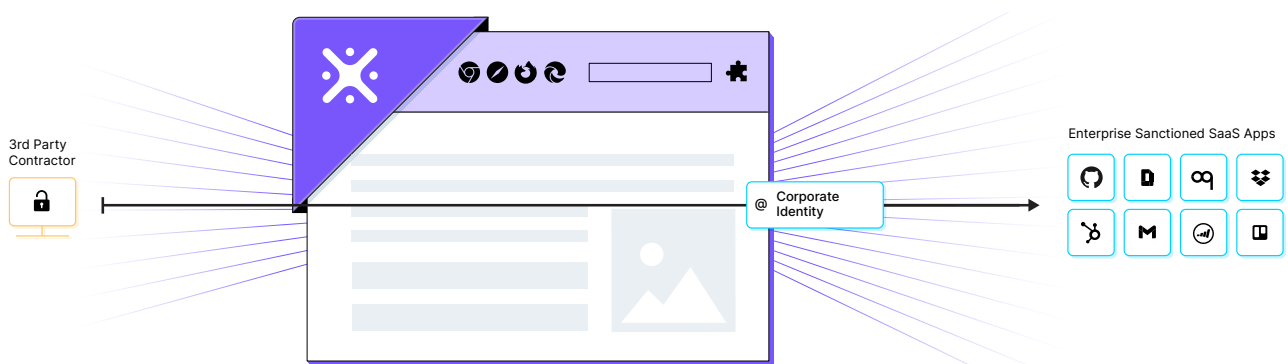 3rd Party
Contractor
@ Corporate
Identity
Enterprise Sanctioned SaaS Apps